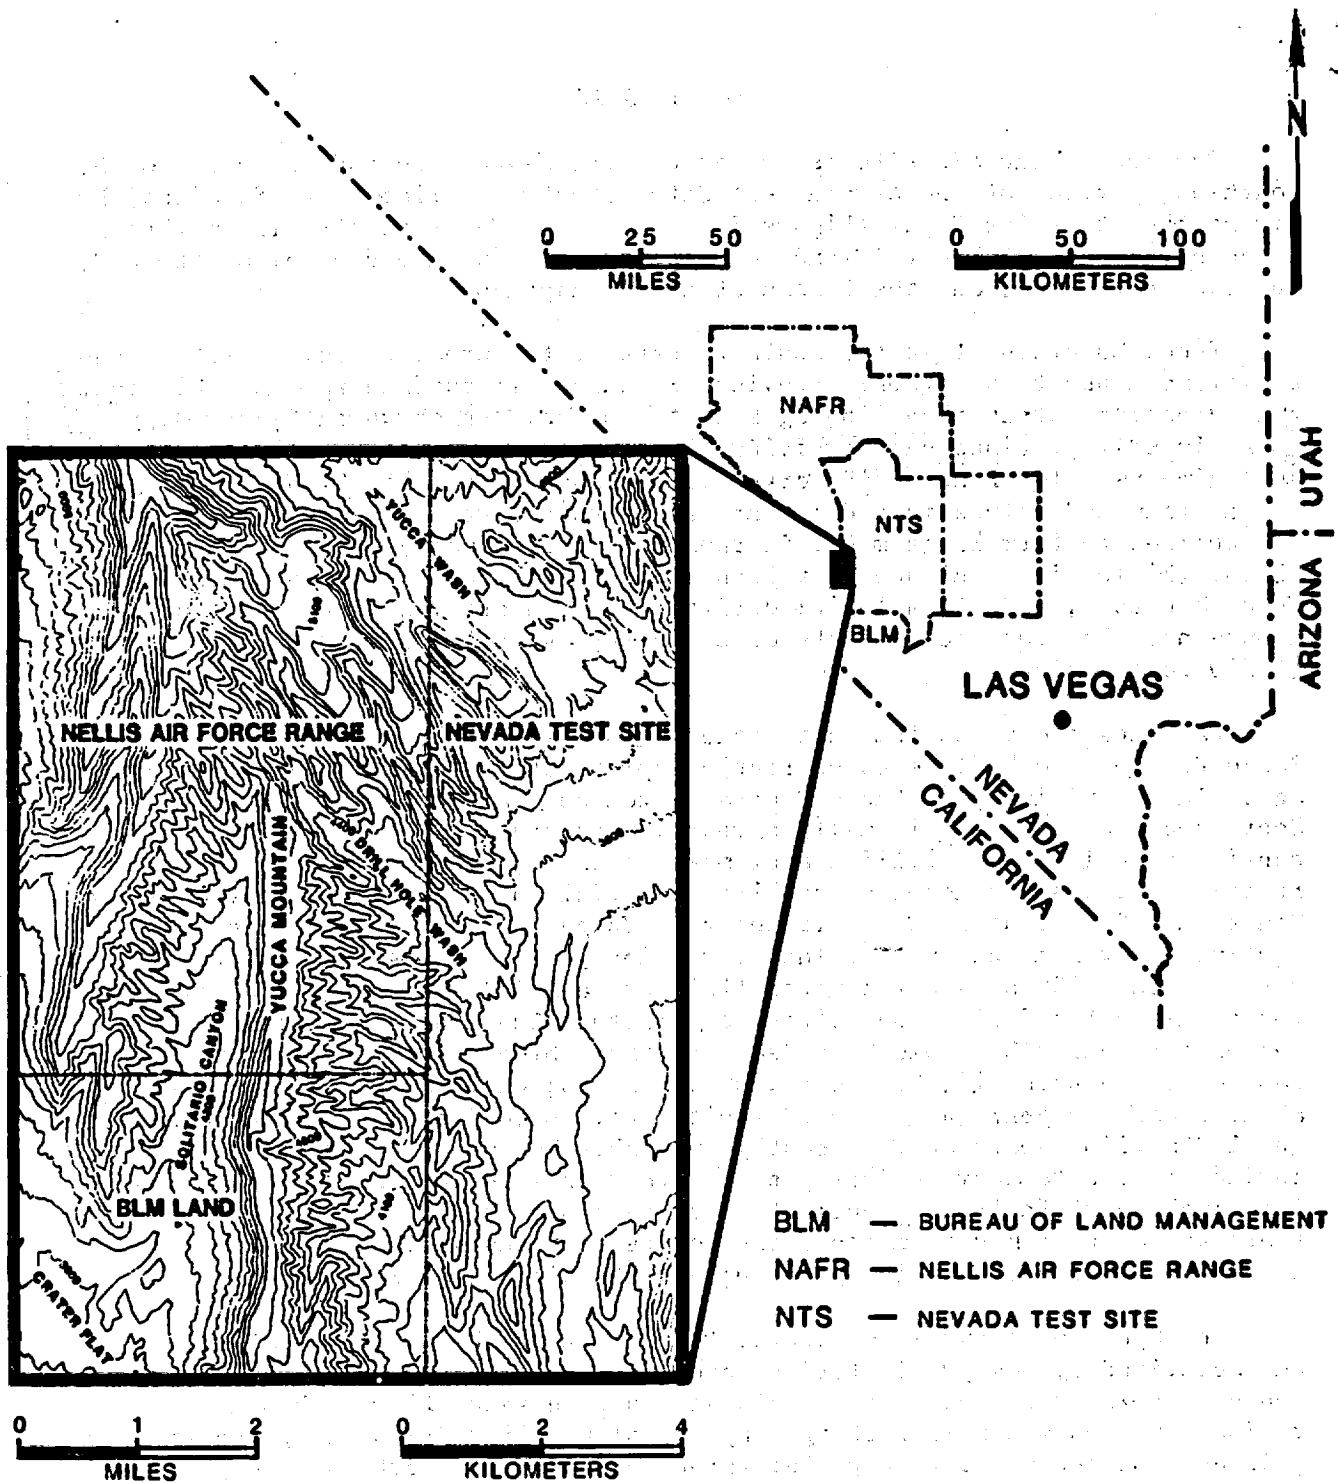 N
0 25 50
MILES
0 50 100
KILOMETERS
NAFR
NTS
BLM
UTAH
ARIZONA
LAS VEGAS
NEVADA
CALIFORNIA
YUCCA WASH
5100
NELLIS AIR FORCE RANGE
NEVADA TEST SITE
YUCCA MOUNTAIN
DRILL HOLE WASH
3600
SOLITARIO CANYON
BLM LAND
CRATER FLAT
BLM — BUREAU OF LAND MANAGEMENT
NAFR — NELLIS AIR FORCE RANGE
NTS — NEVADA TEST SITE
0 1 2
MILES
0 2 4
KILOMETERS